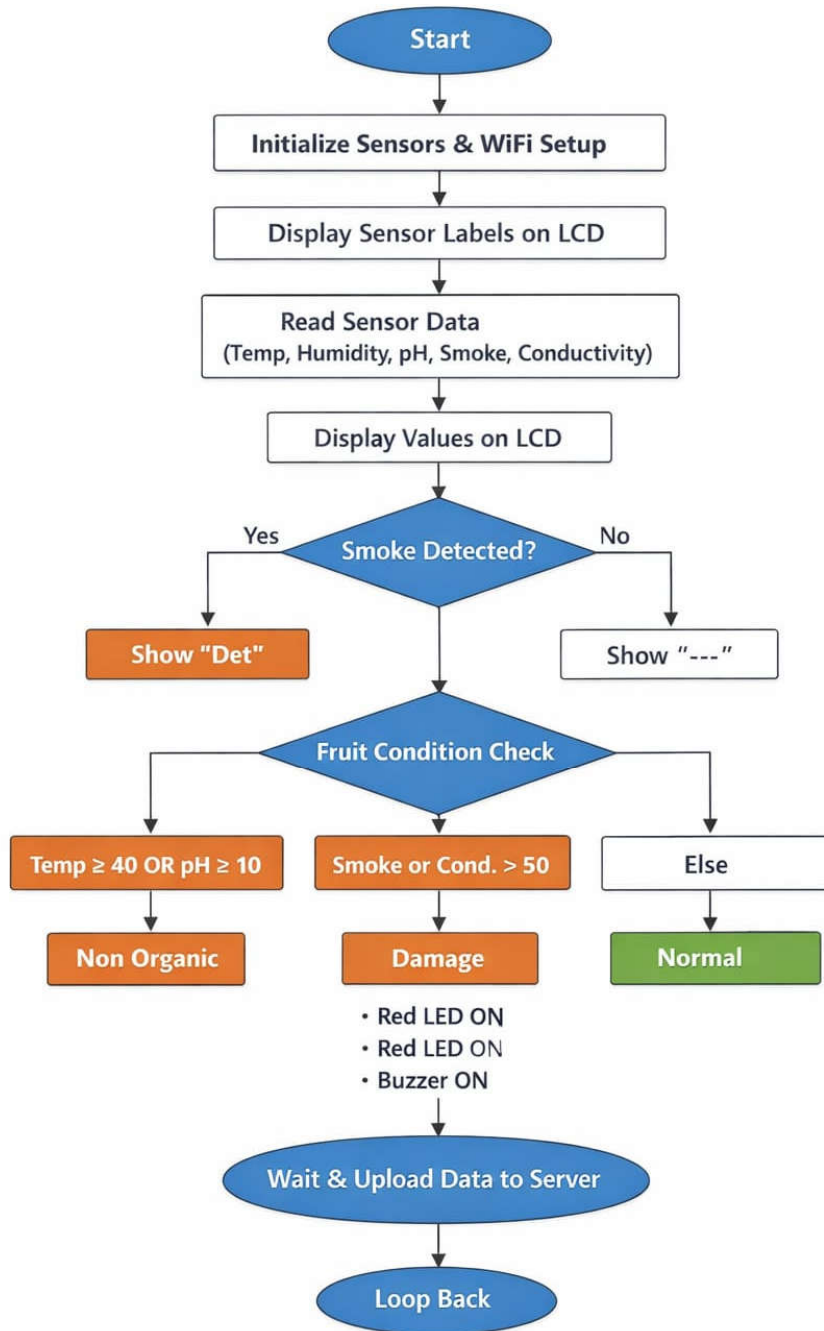 Start
Initialize Sensors & WiFi Setup
Display Sensor Labels on LCD
Read Sensor Data
(Temp, Humidity, pH, Smoke, Conductivity)
Display Values on LCD
Yes
Smoke Detected?
No
Show "Det"
Show "---"
Fruit Condition Check
Temp ≥ 40 OR pH ≥ 10
Smoke or Cond. > 50
Else
Non Organic
Damage
Normal
• Red LED ON
• Red LED ON
• Buzzer ON
Wait & Upload Data to Server
Loop Back